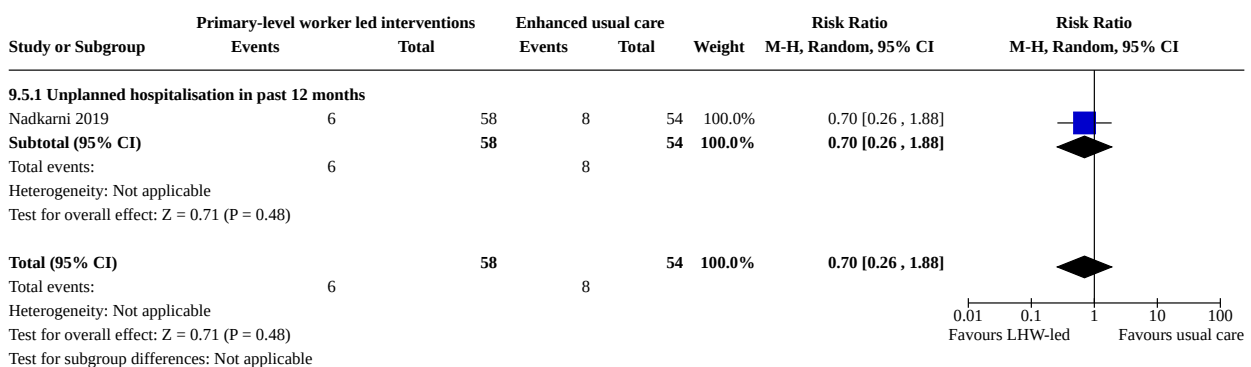 Primary-level worker led interventions Enhanced usual care Risk Ratio Risk Ratio
Study or Subgroup Events Total Events Total Weight M-H, Random, 95% CI M-H, Random, 95% CI
9.5.1 Unplanned hospitalisation in past 12 months
Nadkarni 2019 6 58 8 54 100.0% 0.70 [0.26 , 1.88]
Subtotal (95% CI) 58 54 100.0% 0.70 [0.26 , 1.88]
Total events: 6 8
Heterogeneity: Not applicable
Test for overall effect: Z = 0.71 (P = 0.48)
Total (95% CI) 58 54 100.0% 0.70 [0.26 , 1.88]
Total events: 6 8
Heterogeneity: Not applicable
0.01 0.1 1 10 100
Test for overall effect: Z = 0.71 (P = 0.48) Favours LHW-led Favours usual care
Test for subgroup differences: Not applicable